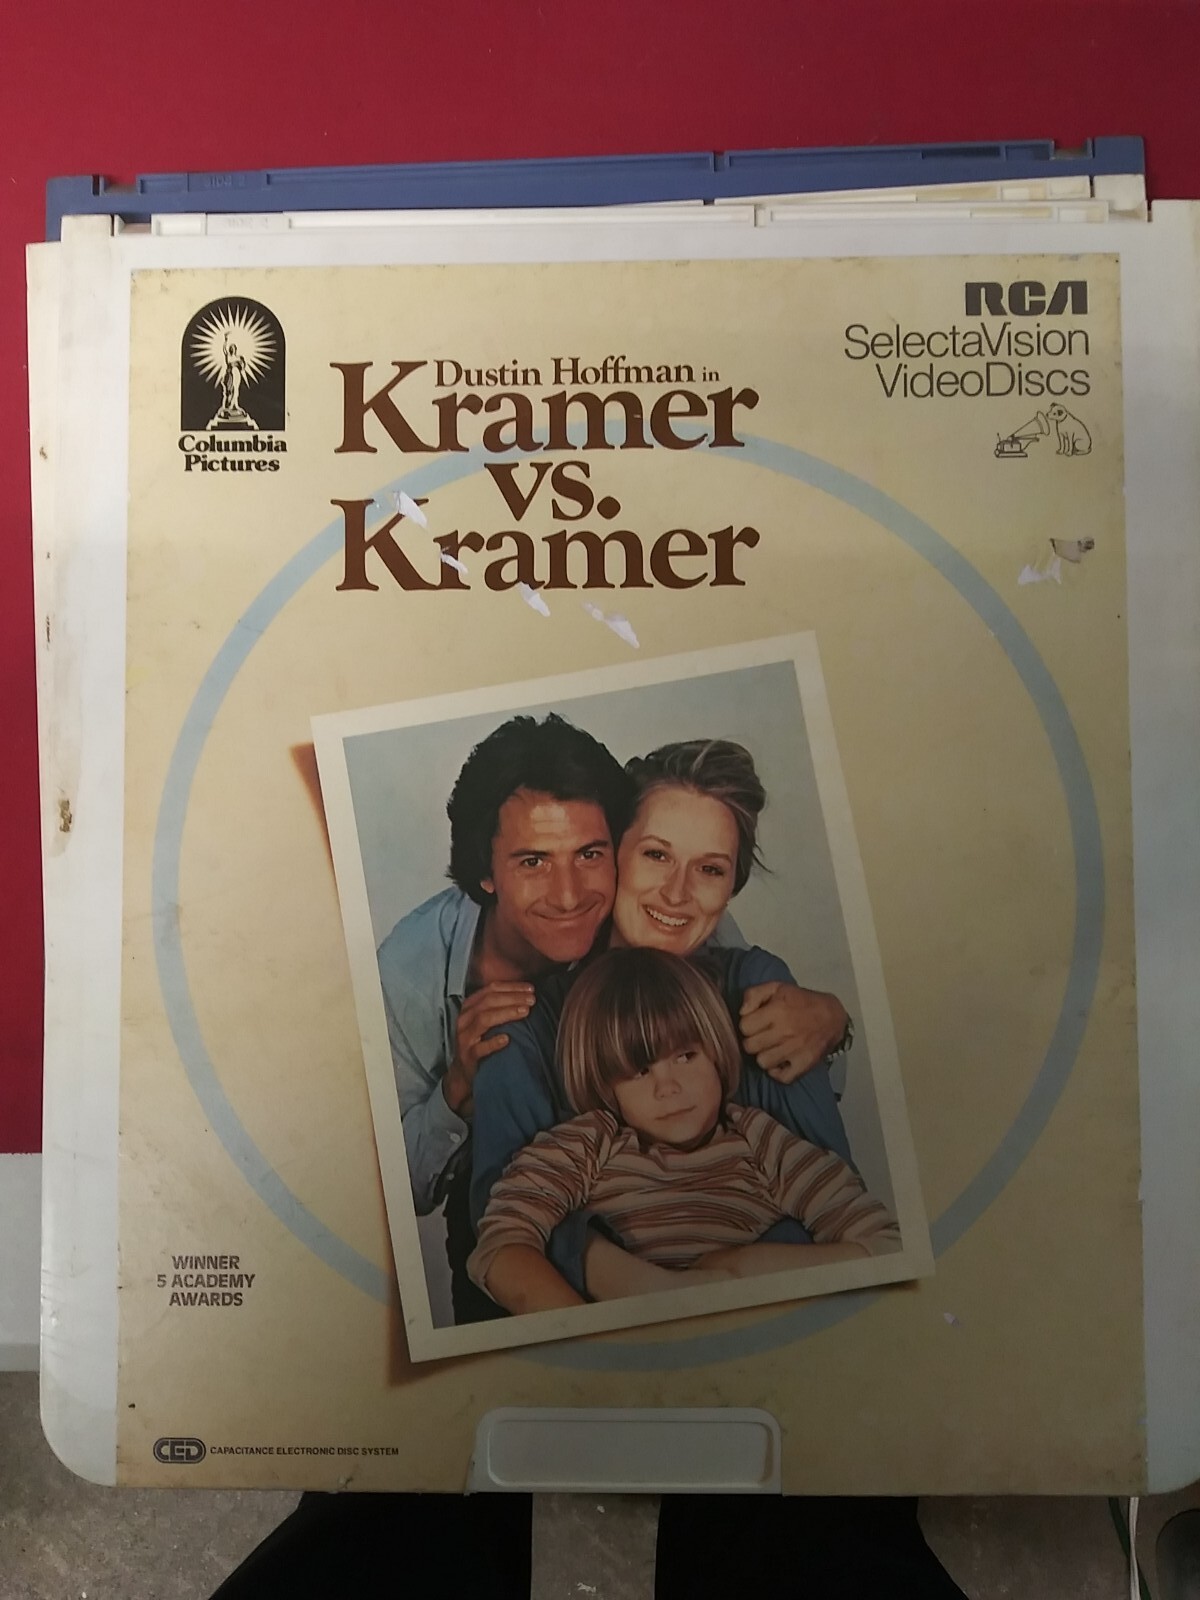 Columbia
Pictures
Dustin Hoffman in
Kramer
vs.
Kramer
RCA
SelectaVision
VideoDiscs
WINNER
5 ACADEMY
AWARDS
CED CAPACITANCE ELECTRONIC DISC SYSTEM